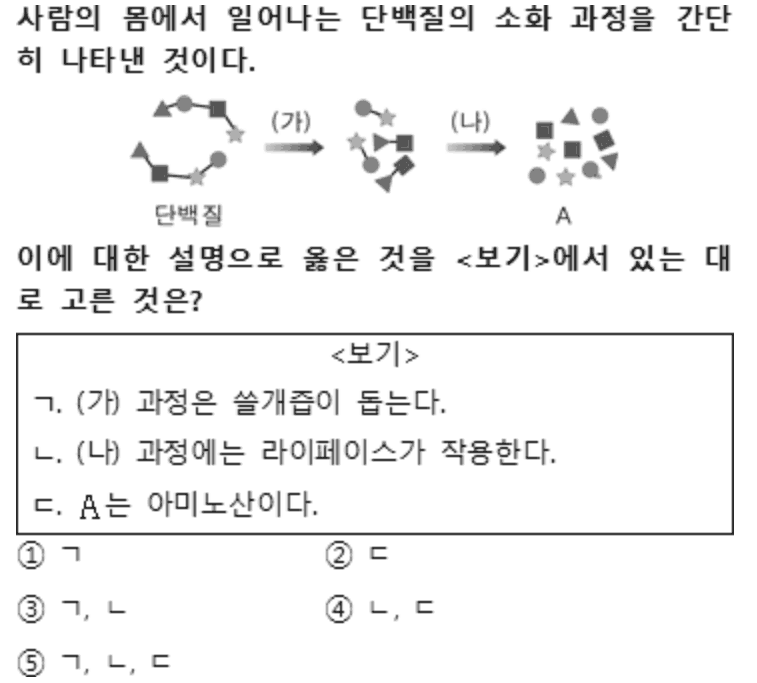 사람의 몸에서 일어나는 단백질의 소화 과정을 간단
히 나타낸 것이다.
(가) (나)
단백질 A
이에 대한 설명으로 옳은 것을 <보기>에서 있는 대
로 고른 것은?
<보기>
ㄱ. (가) 과정은 쓸개즙이 돕는다.
ㄴ. (나) 과정에는 라이페이스가 작용한다.
ㄷ. A는 아미노산이다.
① ㄱ ② ㄷ
③ ㄱ, ㄴ ④ ㄴ, ㄷ
⑤ ㄱ, ㄴ, ㄷ